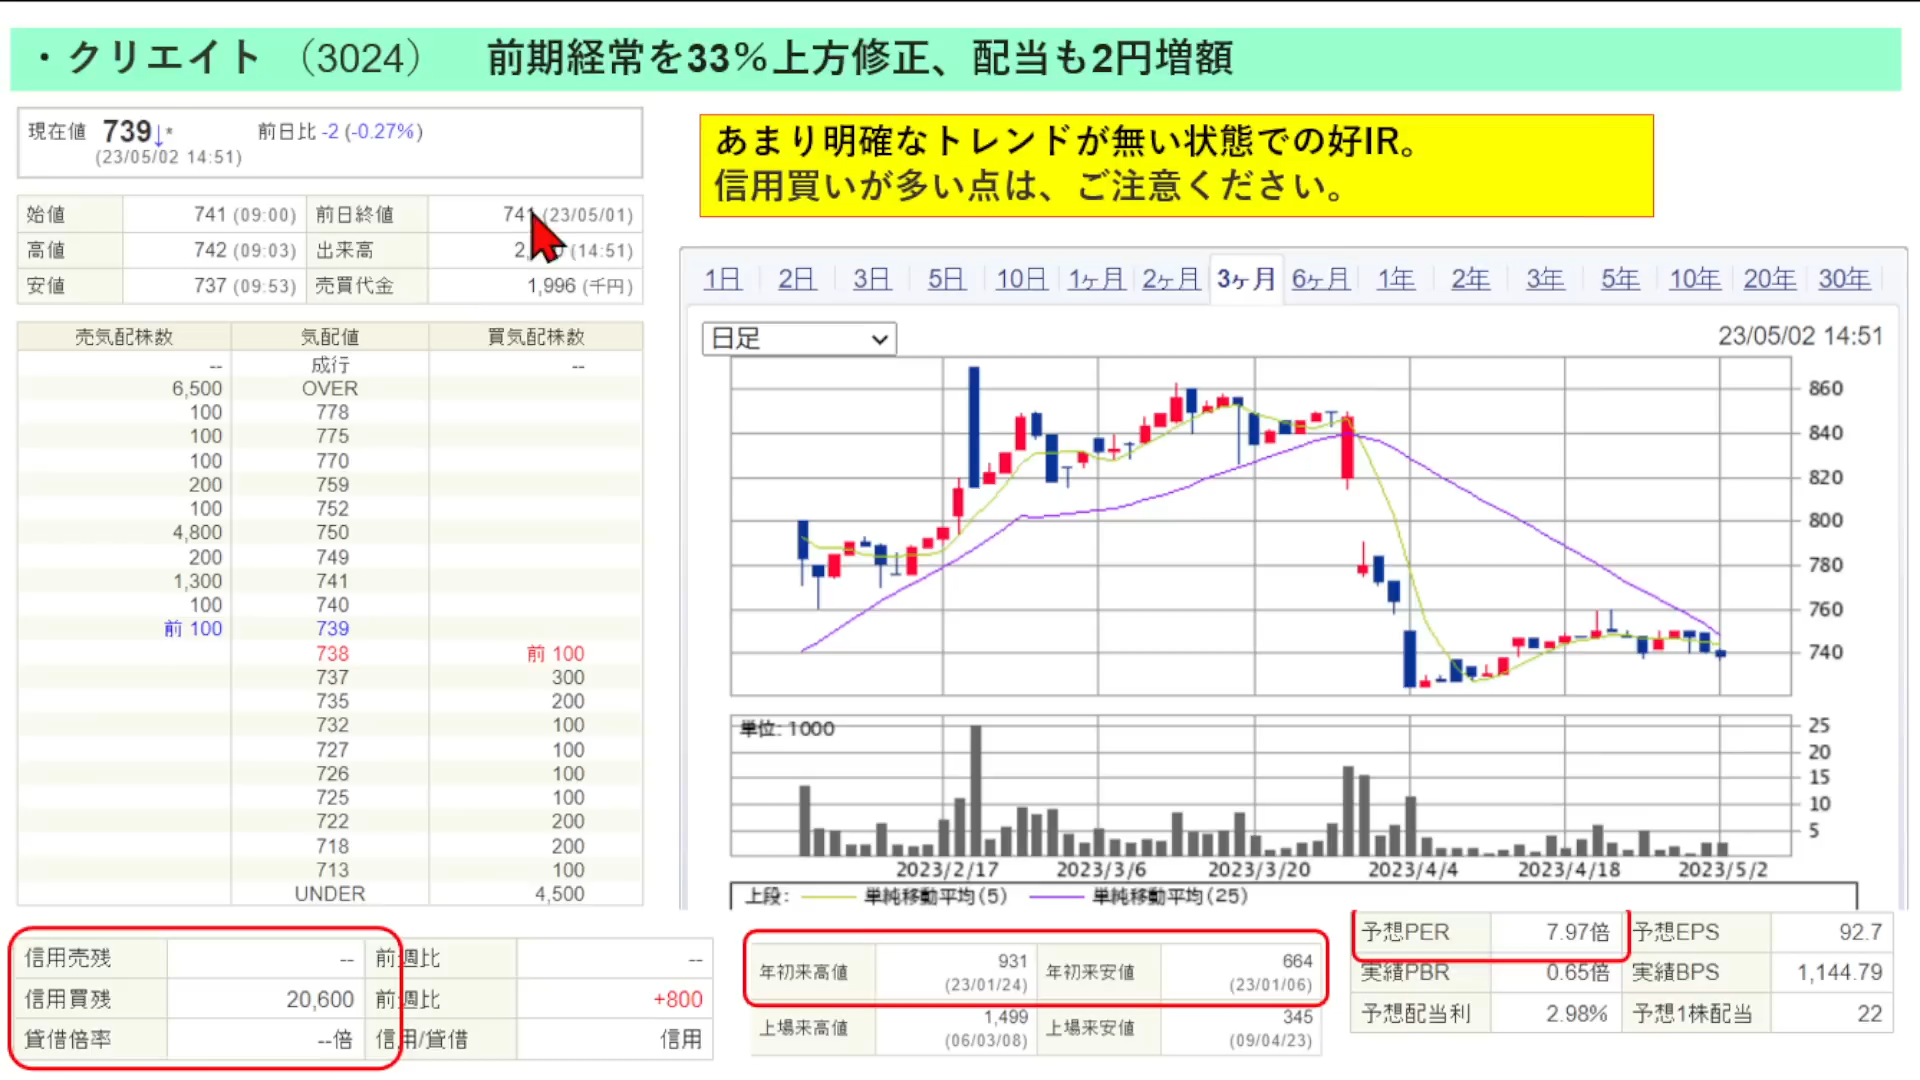 ・クリエイト （3024）　前期経常を33％上方修正、配当も2円増額
現在値 739↓* 前日比 -2 (-0.27%)
(23/05/02 14:51)
始値 741 (09:00) 前日終値 741 (23/05/01)
高値 742 (09:03) 出来高 (14:51)
安値 737 (09:53) 売買代金 1,996 (千円)
売気配株数 気配値 買気配株数
-- 成行 --
6,500 OVER
100 778
100 775
100 770
200 759
100 752
4,800 750
200 749
1,300 741
100 740
前 100 739
738 前 100
737 300
735 200
732 100
727 100
726 100
725 100
722 200
718 200
713 100
UNDER 4,500
あまり明確なトレンドが無い状態での好IR。
信用買いが多い点は、ご注意ください。
1日 2日 3日 5日 10日 1ヶ月 2ヶ月 3ヶ月 6ヶ月 1年 2年 3年 5年 10年 20年 30年
日足 23/05/02 14:51
860
840
820
800
780
760
740
単位: 1000
25
20
15
10
5
2023/2/17 2023/3/6 2023/3/20 2023/4/4 2023/4/18 2023/5/2
上段: 単純移動平均(5) 単純移動平均(25)
信用売残 -- 前週比 --
信用買残 20,600 前週比 +800
貸借倍率 --倍 信用/貸借 信用
年初来高値 931 (23/01/24) 年初来安値 664 (23/01/06)
上場来高値 1,499 (06/03/08) 上場来安値 345 (09/04/23)
予想PER 7.97倍 予想EPS 92.7
実績PBR 0.65倍 実績BPS 1,144.79
予想配当利 2.98% 予想1株配当 22